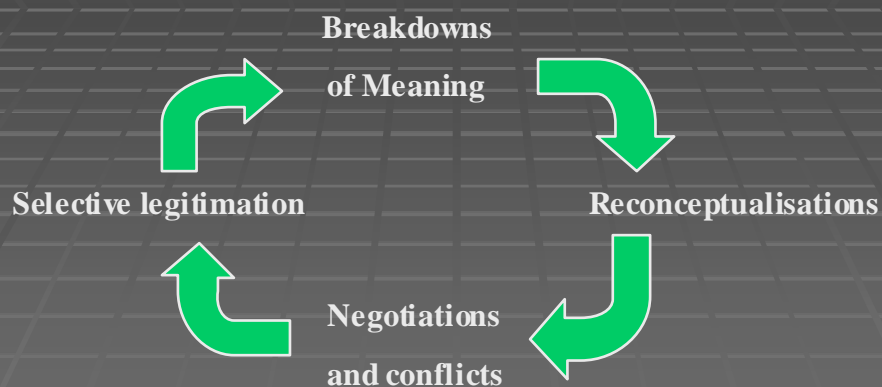 Breakdowns
of Meaning
Selective legitimation
Reconceptualisations
Negotiations
and conflicts